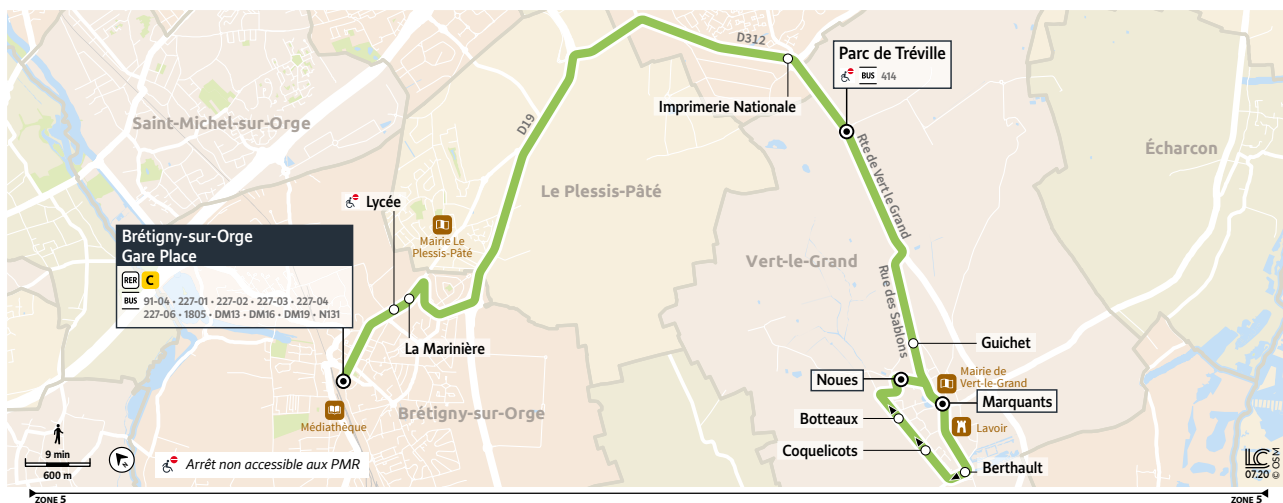 D312
Parc de Tréville
BUS 414
Imprimerie Nationale
Saint-Michel-sur-Orge
D19
Rte de Vert le Grand
Écharcon
Le Plessis-Pâté
Lycée
Mairie Le
Plessis-Pâté
Brétigny-sur-Orge
Gare Place
RER C
BUS 91-04 • 227-01 • 227-02 • 227-03 • 227-04
227-06 • 1805 • DM13 • DM16 • DM19 • N131
Vert-le-Grand
Rue des Sablons
La Marinière
Guichet
Noues
Mairie de
Vert-le-Grand
Marquants
Brétigny-sur-Orge
Médiathèque
Botteaux
Lavoir
Coquelicots
Berthault
9 min
600 m
Arrêt non accessible aux PMR
LC
07.20
© OSM
ZONE 5
ZONE 5